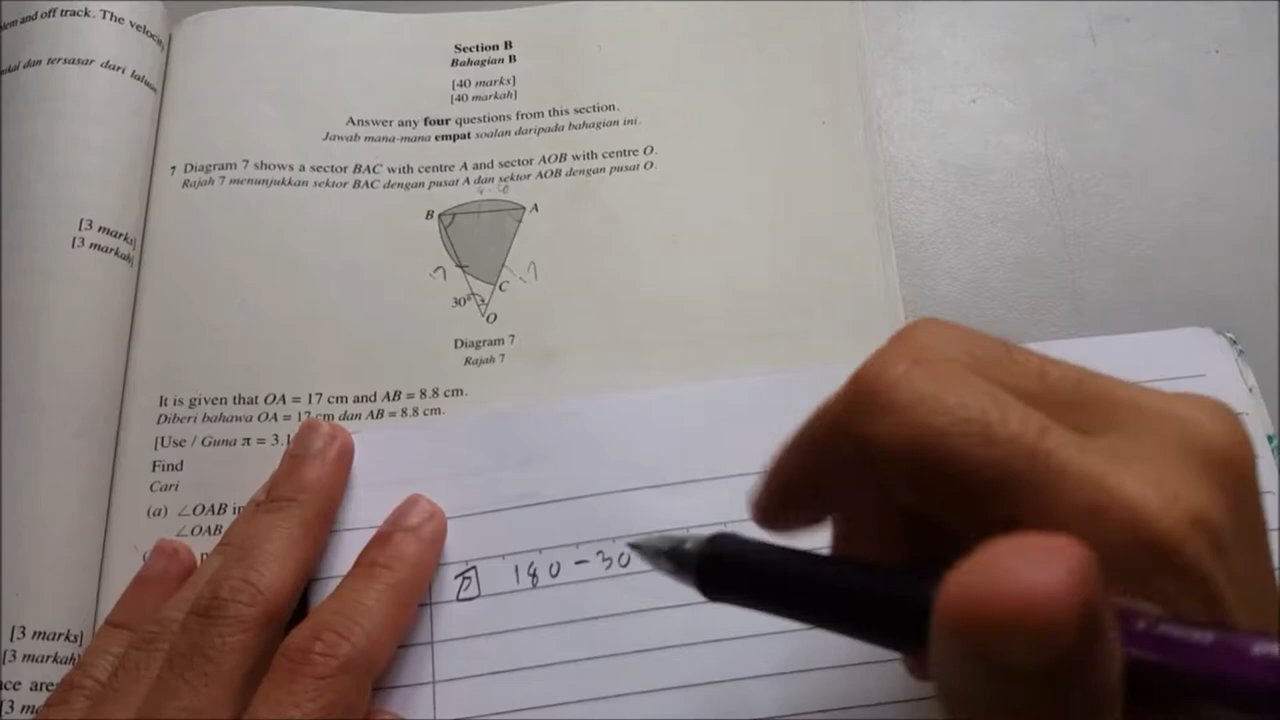 lem and off track. The velocity
dan tersasar dari laluan
[3 marks]
[3 markah]
[3 marks]
[3 markah]
Section B
Bahagian B
[40 marks]
[40 markah]
Answer any four questions from this section.
Jawab mana-mana empat soalan daripada bahagian ini.
7 Diagram 7 shows a sector BAC with centre A and sector AOB with centre O.
Rajah 7 menunjukkan sektor BAC dengan pusat A dan sektor AOB dengan pusat O.
B A
17 17
C
30°
O
Diagram 7
Rajah 7
It is given that OA = 17 cm and AB = 8.8 cm.
Diberi bahawa OA = 17 cm dan AB = 8.8 cm.
[Use / Guna π = 3.1
Find
Cari
(a) ∠OAB in
∠OAB
180 - 30